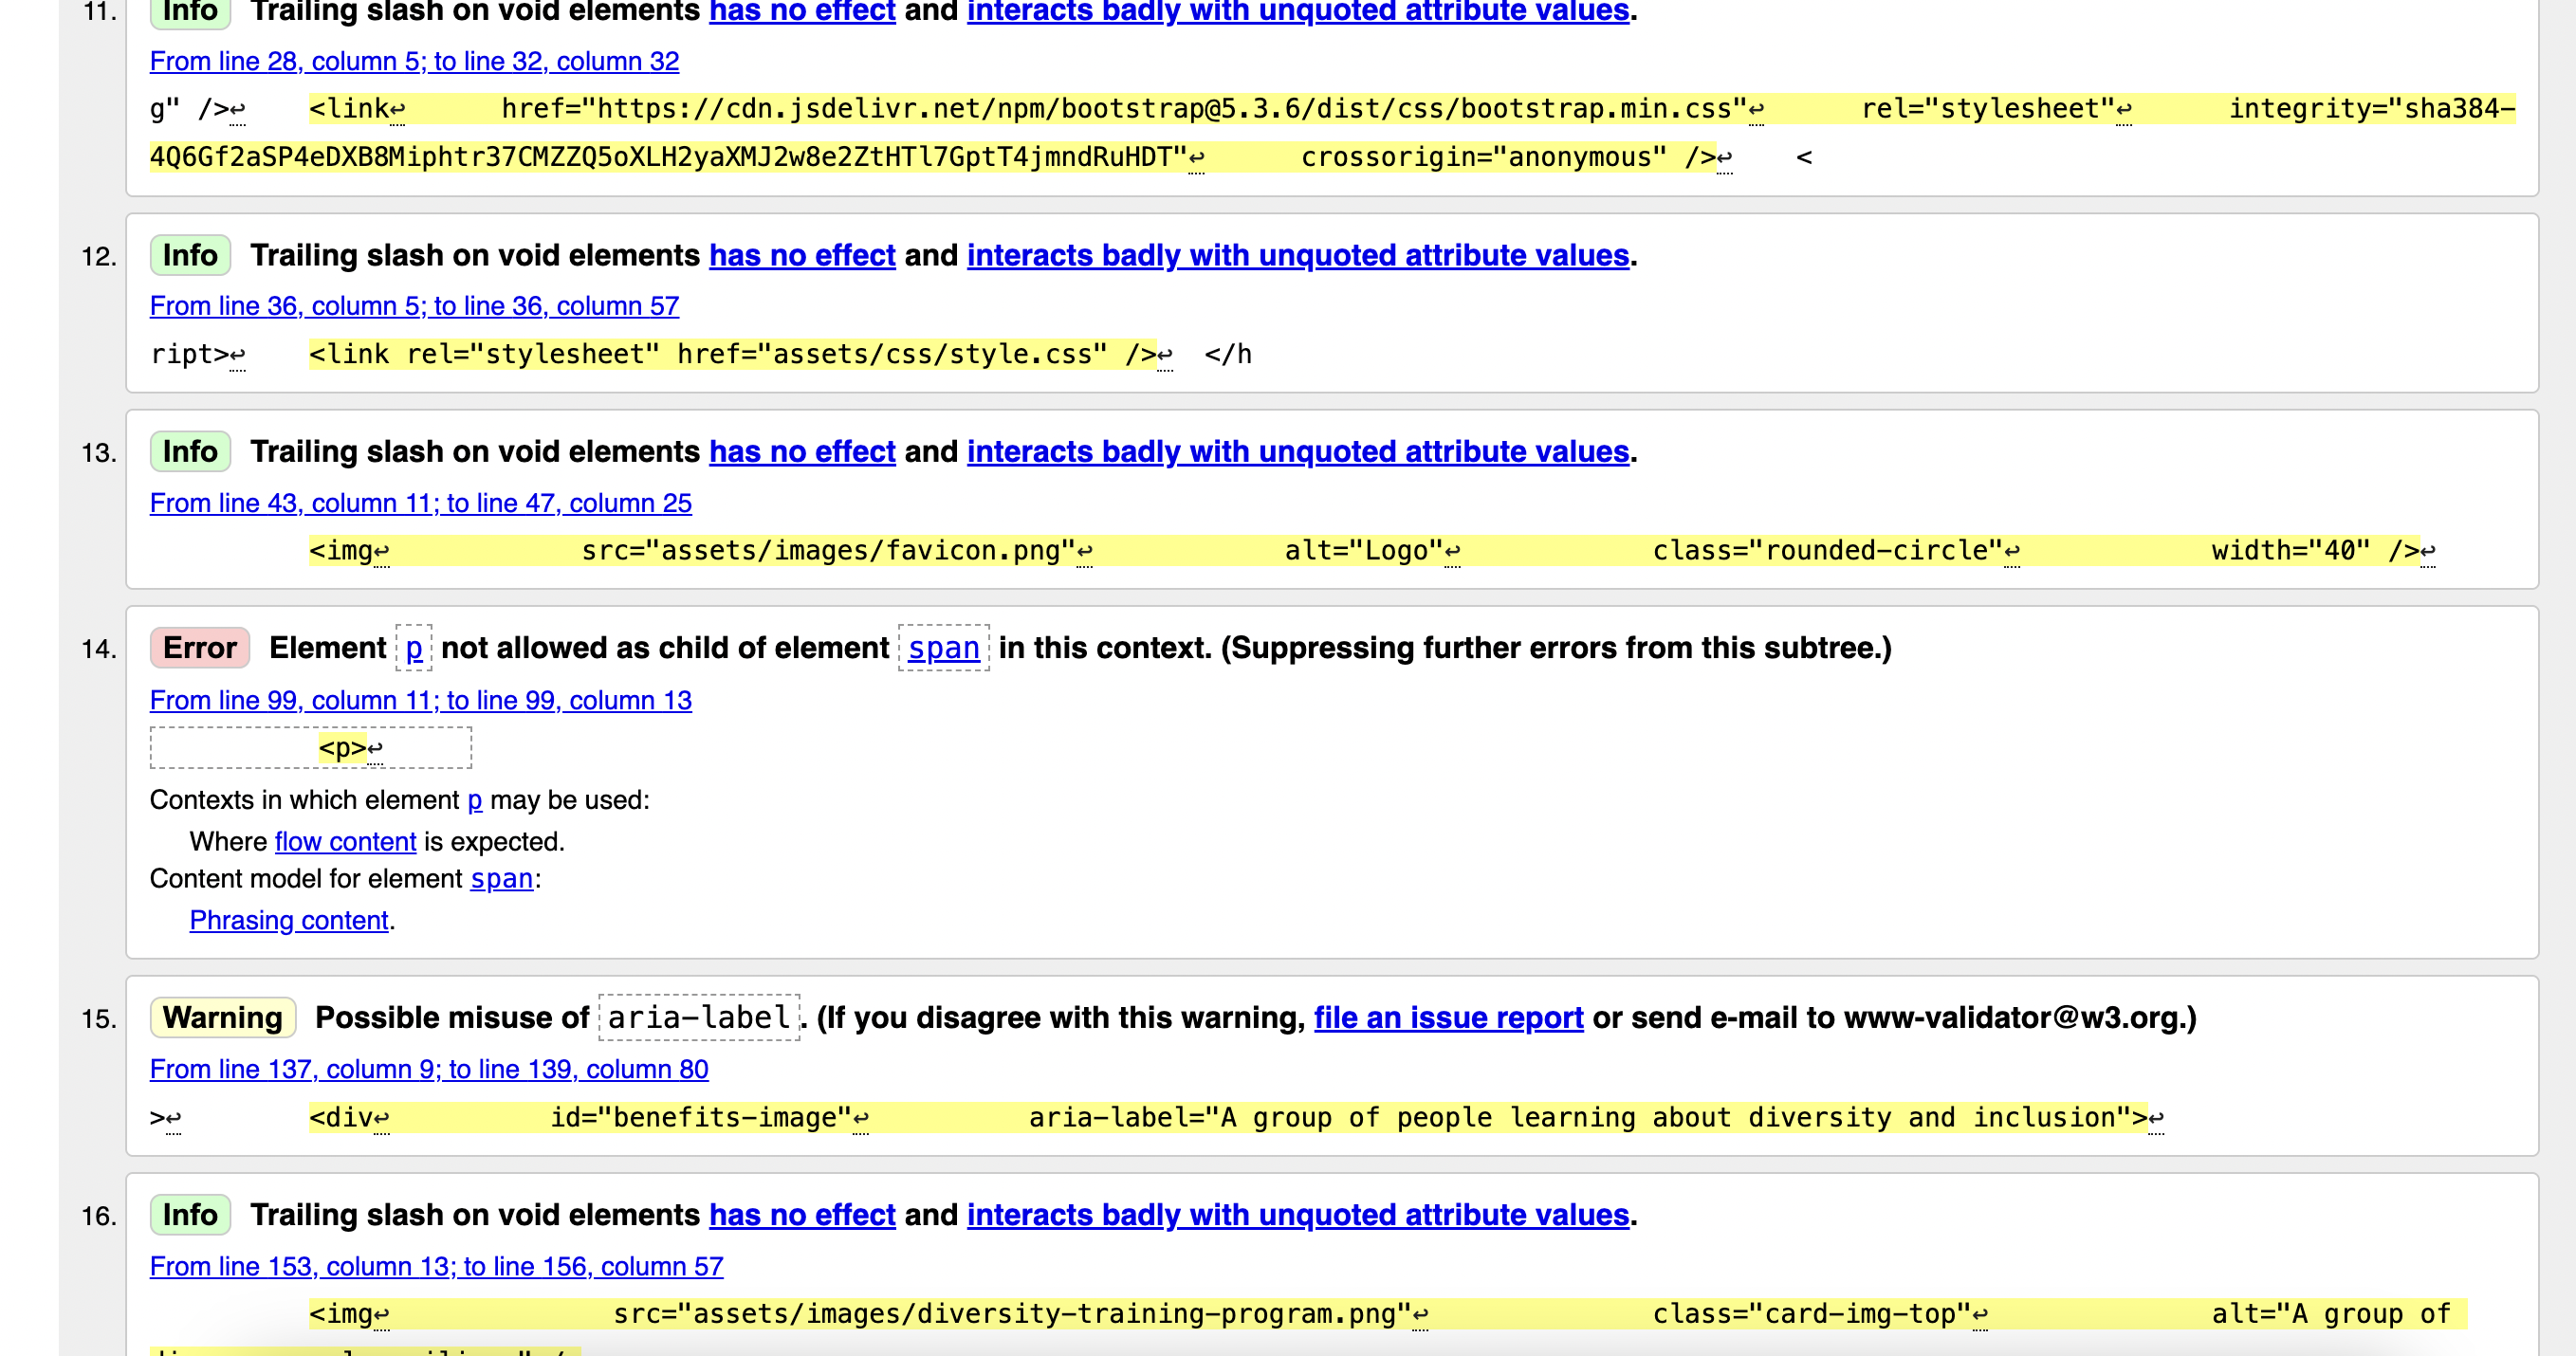 11. Info Trailing slash on void elements has no effect and interacts badly with unquoted attribute values.
From line 28, column 5; to line 32, column 32
g" />↩    <link↩      href="https://cdn.jsdelivr.net/npm/bootstrap@5.3.6/dist/css/bootstrap.min.css"↩      rel="stylesheet"↩      integrity="sha384-
4Q6Gf2aSP4eDXB8Miphtr37CMZZQ5oXLH2yaXMJ2w8e2ZtHTl7GptT4jmndRuHDT"↩      crossorigin="anonymous" />↩    <
12. Info Trailing slash on void elements has no effect and interacts badly with unquoted attribute values.
From line 36, column 5; to line 36, column 57
ript>↩    <link rel="stylesheet" href="assets/css/style.css" />↩  </h
13. Info Trailing slash on void elements has no effect and interacts badly with unquoted attribute values.
From line 43, column 11; to line 47, column 25
<img↩            src="assets/images/favicon.png"↩            alt="Logo"↩            class="rounded-circle"↩            width="40" />↩
14. Error Element p not allowed as child of element span in this context. (Suppressing further errors from this subtree.)
From line 99, column 11; to line 99, column 13
<p>↩
Contexts in which element p may be used:
Where flow content is expected.
Content model for element span:
Phrasing content.
15. Warning Possible misuse of aria-label. (If you disagree with this warning, file an issue report or send e-mail to www-validator@w3.org.)
From line 137, column 9; to line 139, column 80
>↩        <div↩          id="benefits-image"↩          aria-label="A group of people learning about diversity and inclusion">↩
16. Info Trailing slash on void elements has no effect and interacts badly with unquoted attribute values.
From line 153, column 13; to line 156, column 57
<img↩              src="assets/images/diversity-training-program.png"↩              class="card-img-top"↩              alt="A group of